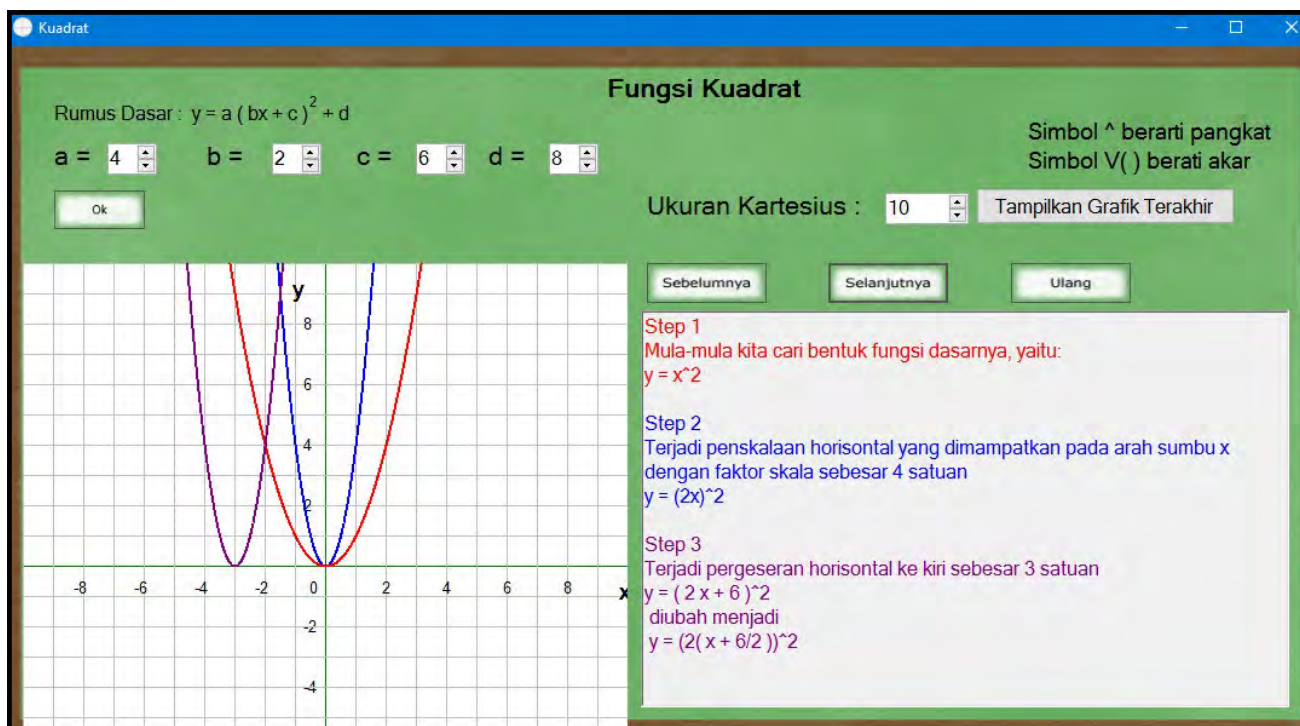 Kuadrat
Fungsi Kuadrat
Rumus Dasar : y = a ( bx + c )^2 + d
Simbol ^ berarti pangkat
Simbol V( ) berati akar
a = 4 b = 2 c = 6 d = 8
Ok
Ukuran Kartesius : 10 Tampilkan Grafik Terakhir
Sebelumnya Selanjutnya Ulang
Step 1
Mula-mula kita cari bentuk fungsi dasarnya, yaitu:
y = x^2
Step 2
Terjadi penskalaan horisontal yang dimampatkan pada arah sumbu x
dengan faktor skala sebesar 4 satuan
y = (2x)^2
Step 3
Terjadi pergeseran horisontal ke kiri sebesar 3 satuan
y = ( 2 x + 6 )^2
diubah menjadi
y = (2( x + 6/2 ))^2
y
8
6
4
2
-8 -6 -4 -2 0 2 4 6 8 x
-2
-4